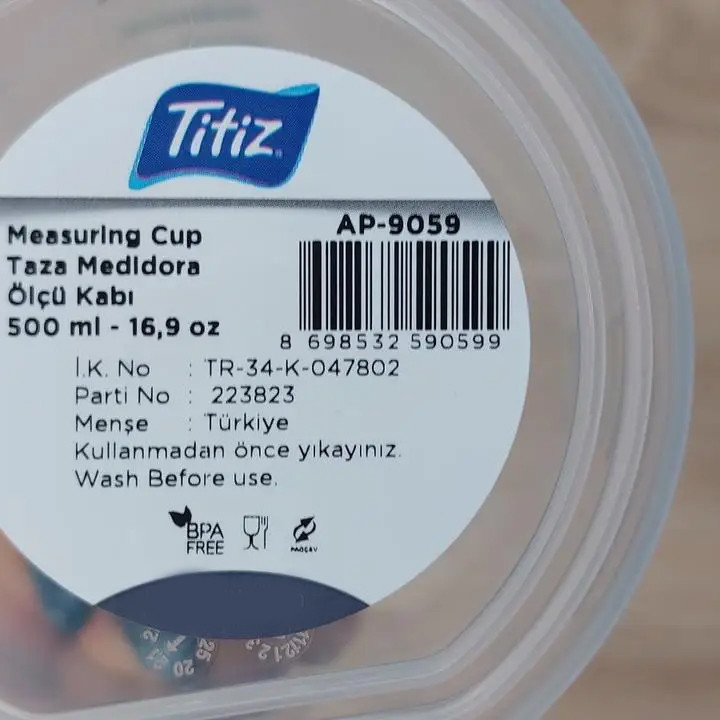 Titiz
AP-9059
Measuring Cup
Taza Medidora
Ölçü Kabı
500 ml - 16,9 oz
8 698532 590599
İ.K. No : TR-34-K-047802
Parti No : 223823
Menşe : Türkiye
Kullanmadan önce yıkayınız.
Wash Before use.
BPA
FREE